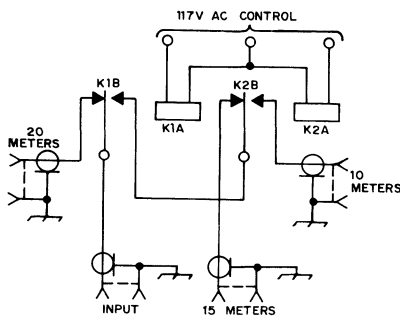 117V AC CONTROL
K1B
K2B
K1A
K2A
20
METERS
10
METERS
INPUT
15 METERS